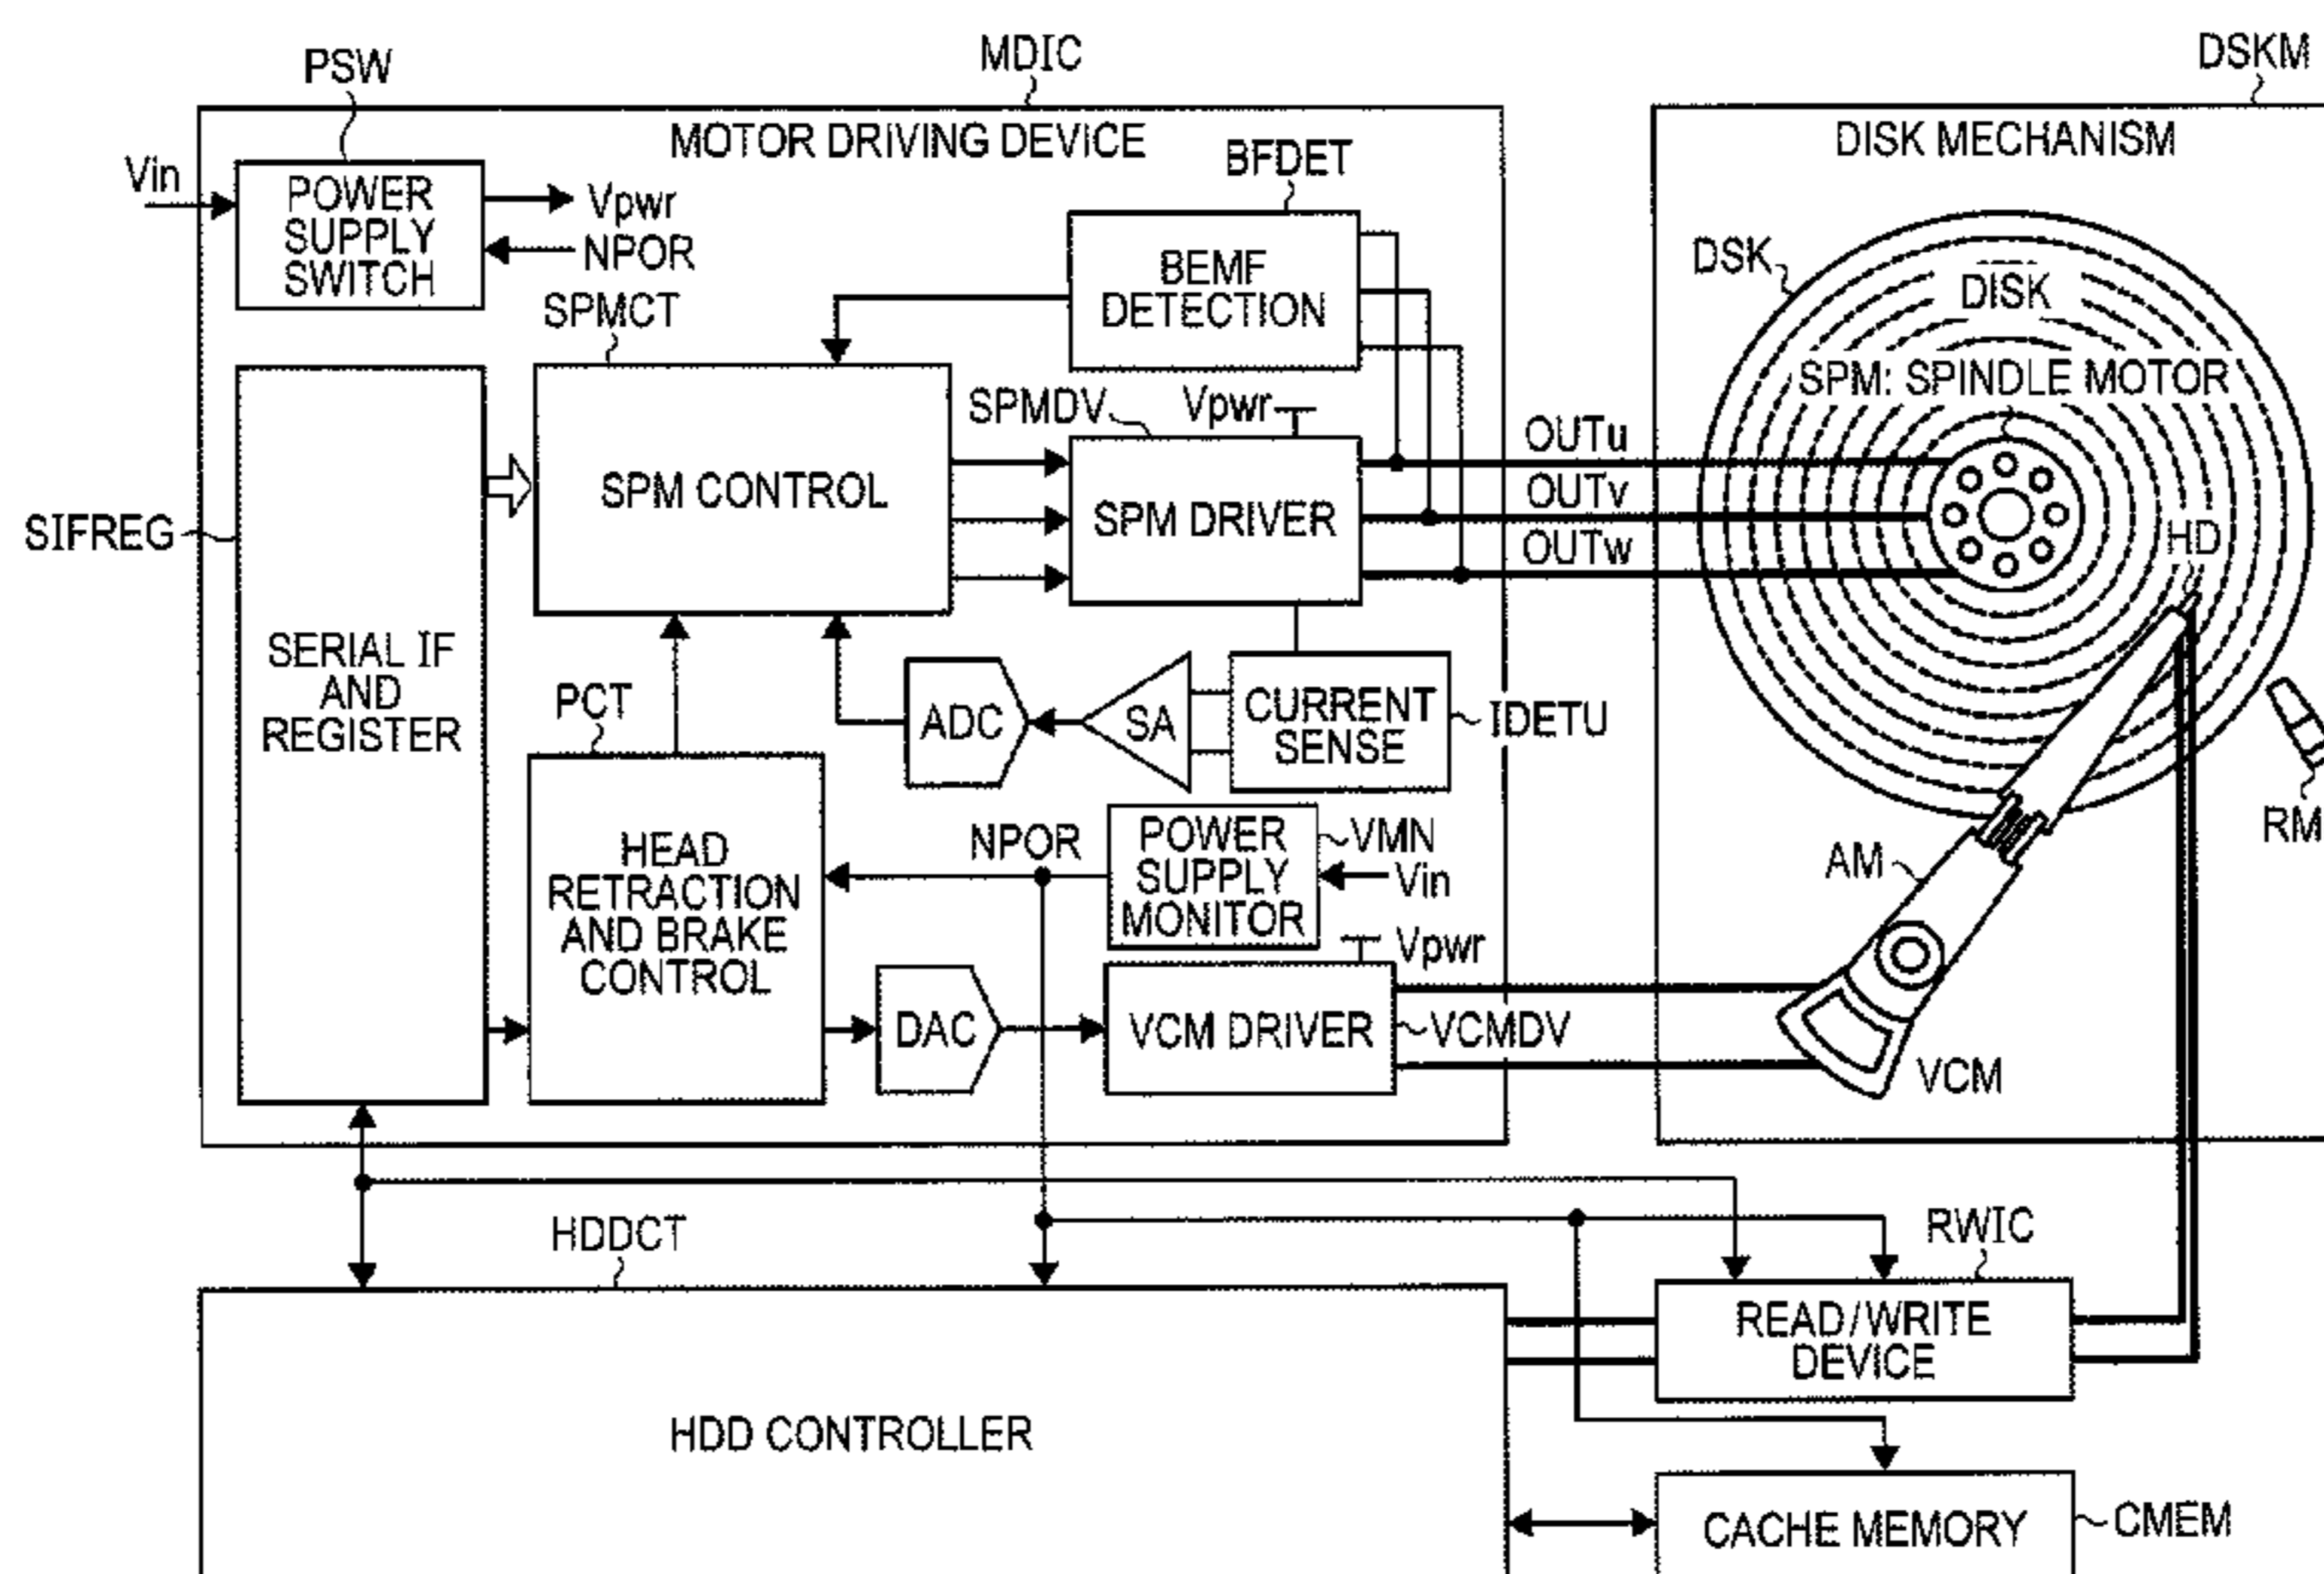 PSW
MDIC
DSKM
MOTOR DRIVING DEVICE
DISK MECHANISM
Vin
POWER
SUPPLY
SWITCH
Vpwr
NPOR
BFDET
BEMF
DETECTION
DSK
DISK
SPM: SPINDLE MOTOR
SPMCT
SPM CONTROL
SPMDV
Vpwr
SPM DRIVER
OUTu
OUTv
OUTw
HD
SIFREG
SERIAL IF
AND
REGISTER
PCT
ADC
SA
CURRENT
SENSE
IDETU
HEAD
RETRACTION
AND BRAKE
CONTROL
NPOR
POWER
SUPPLY
MONITOR
VMN
Vin
RM
AM
Vpwr
DAC
VCM DRIVER
VCMDV
VCM
HDDCT
RWIC
READ/WRITE
DEVICE
HDD CONTROLLER
CACHE MEMORY
CMEM